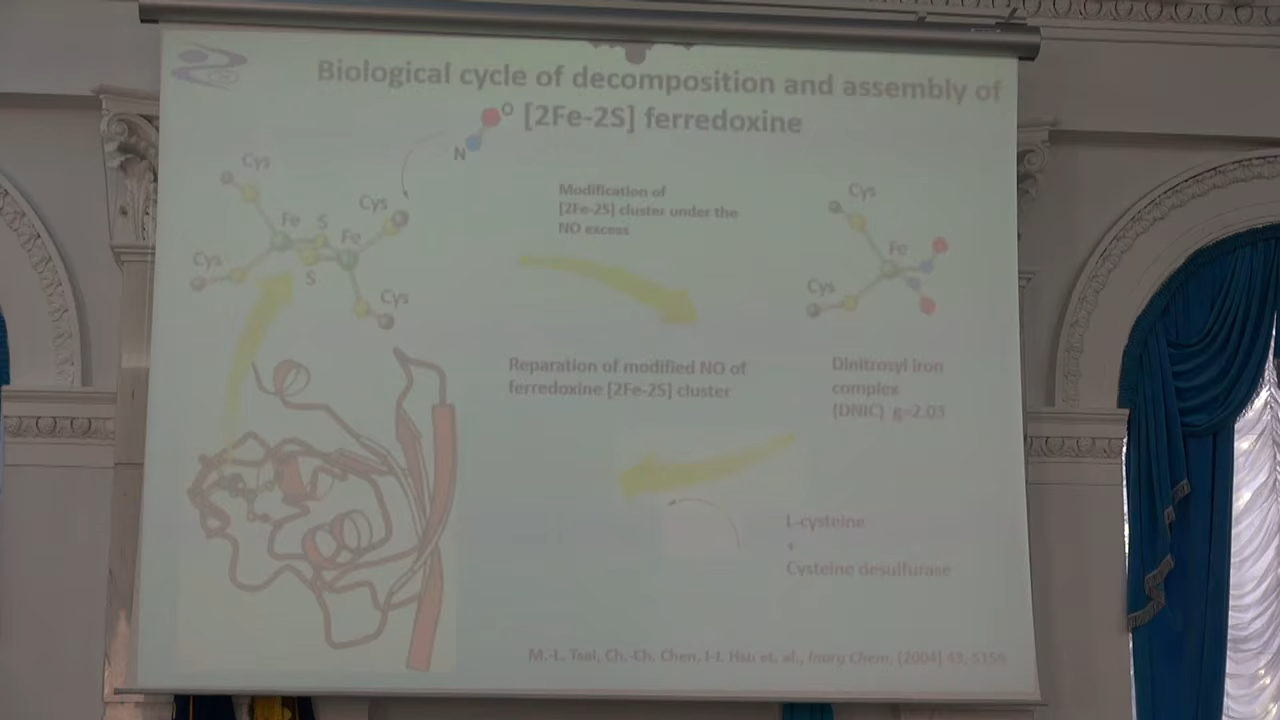 Biological cycle of decomposition and assembly of
[2Fe-2S] ferredoxine
O
N
Cys
Cys
Fe
S
Fe
Cys
S
Cys
Modification of
[2Fe-2S] cluster under the
NO excess
Cys
Fe
Cys
Reparation of modified NO of
ferredoxine [2Fe-2S] cluster
Dinitrosyl iron
complex
(DNIC) g=2.03
L-cysteine
+
Cysteine desulfurase
M.-L. Tsai, Ch.-Ch. Chen, I-J. Hsu et. al., Inorg Chem, (2004) 43, 5159